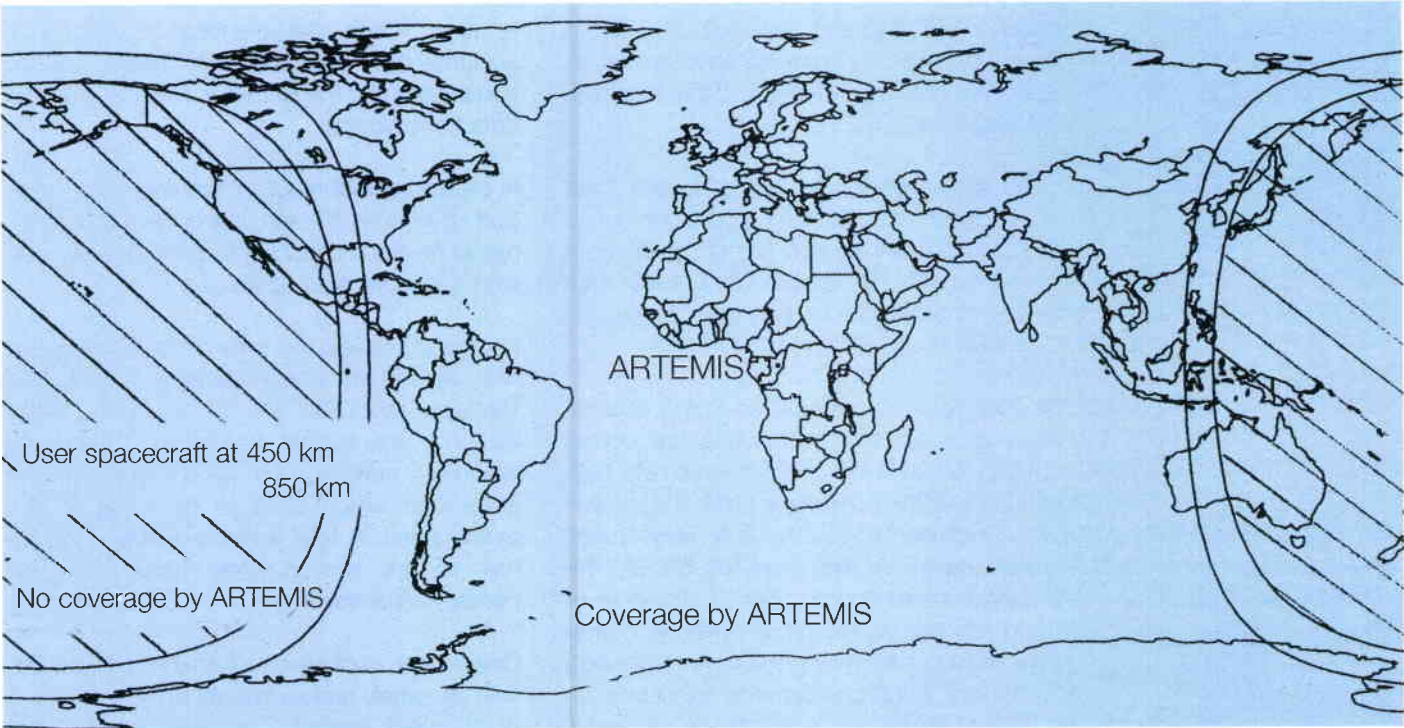 ARTEMIS
User spacecraft at 450 km
850 km
No coverage by ARTEMIS
Coverage by ARTEMIS